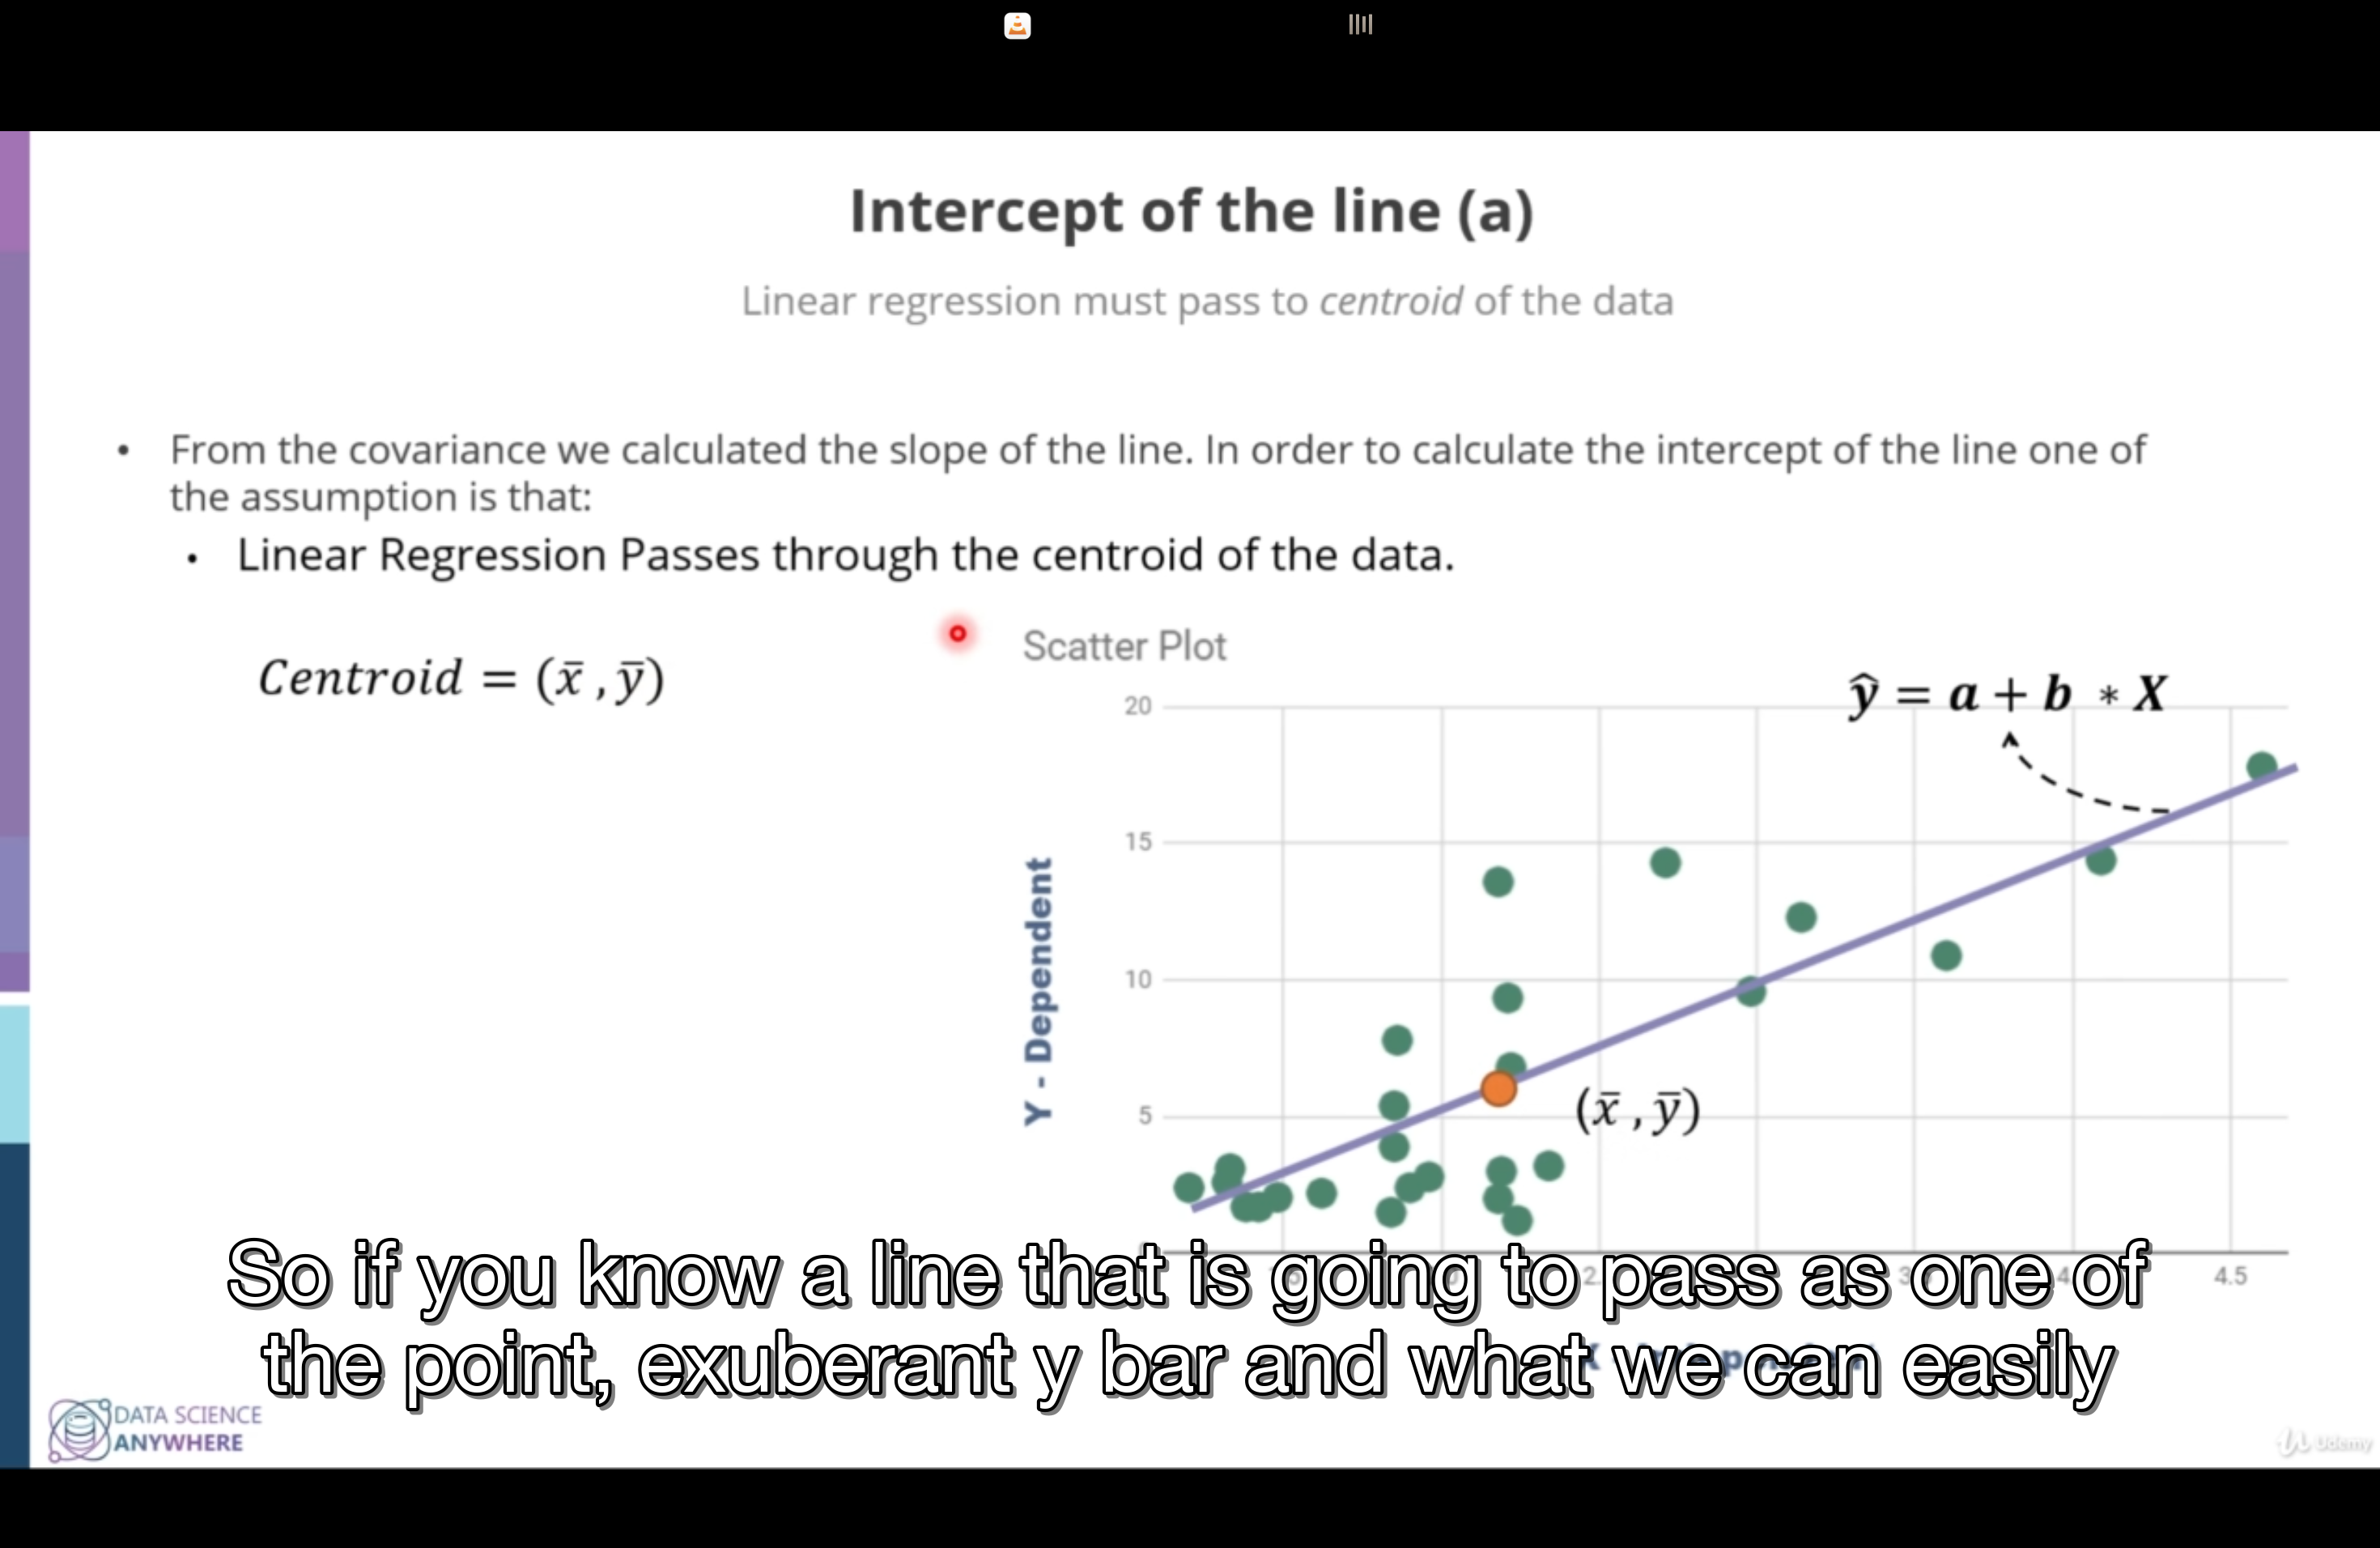 Intercept of the line (a)
Linear regression must pass to centroid of the data
• From the covariance we calculated the slope of the line. In order to calculate the intercept of the line one of
the assumption is that:
• Linear Regression Passes through the centroid of the data.
Centroid = (x̄ , ȳ)
Scatter Plot
ŷ = a + b * X
20
15
10
5
Y - Dependent
(x̄ , ȳ)
4.5
So if you know a line that is going to pass as one of
the point, exuberant y bar and what we can easily
DATA SCIENCE
ANYWHERE
Udemy